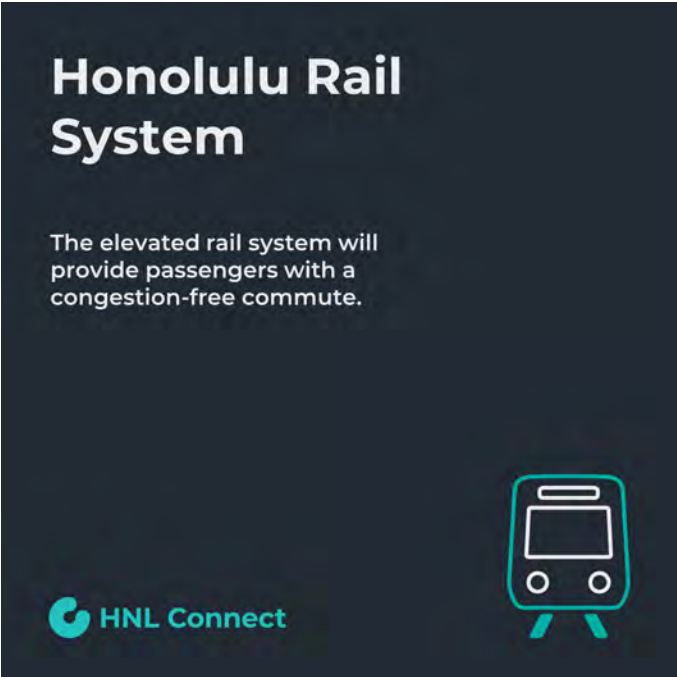 Honolulu Rail
System
The elevated rail system will
provide passengers with a
congestion-free commute.
HNL Connect